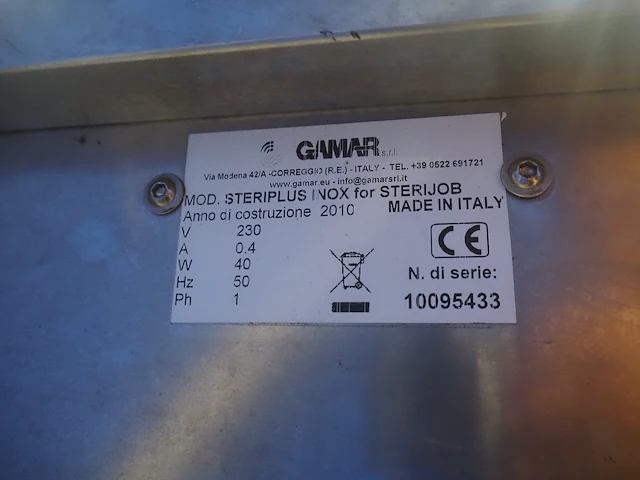 GAMAR s.r.l.
Via Modena 42/A -CORREGGIO (R.E.) - ITALY - TEL. +39 0522 691721
www.gamar.eu - info@gamarsrl.it
MOD. STERIPLUS INOX for STERIJOB
Anno di costruzione 2010 MADE IN ITALY
V 230
A 0,4
W 40
Hz 50
Ph 1
CE
N. di serie:
10095433